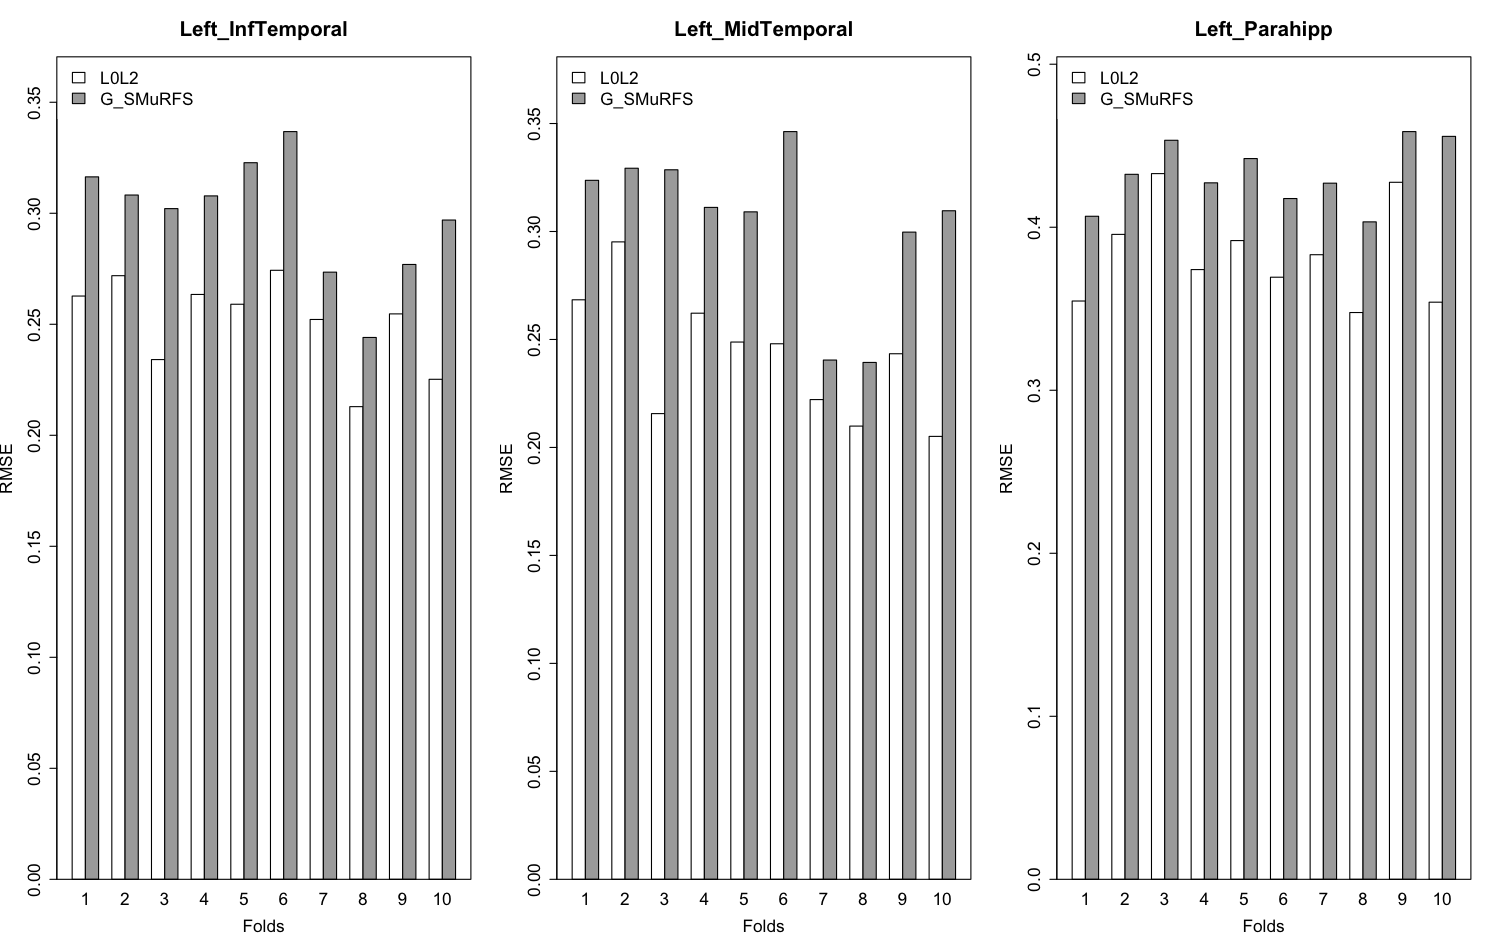 Left_InfTemporal
L0L2
G_SMuRFS
RMSE
0.35
0.30
0.25
0.20
0.15
0.10
0.05
0.00
1 2 3 4 5 6 7 8 9 10
Folds
Left_MidTemporal
L0L2
G_SMuRFS
RMSE
0.35
0.30
0.25
0.20
0.15
0.10
0.05
0.00
1 2 3 4 5 6 7 8 9 10
Folds
Left_Parahipp
L0L2
G_SMuRFS
RMSE
0.5
0.4
0.3
0.2
0.1
0.0
1 2 3 4 5 6 7 8 9 10
Folds